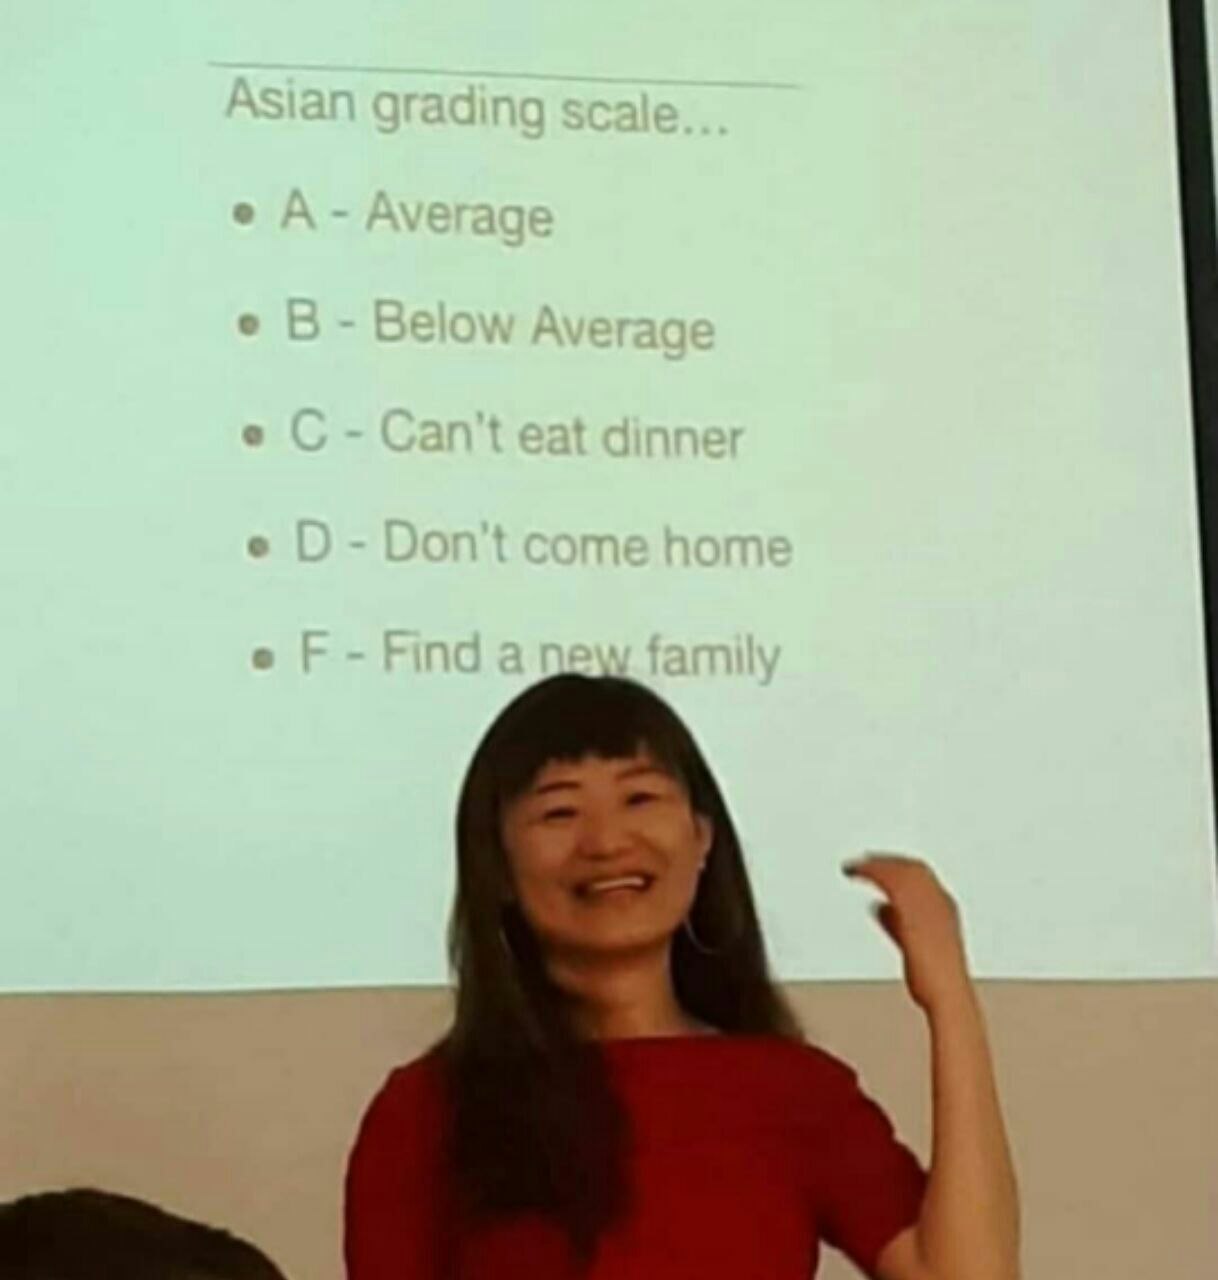 Asian grading scale...
• A - Average
• B - Below Average
• C - Can't eat dinner
• D - Don't come home
• F - Find a new family